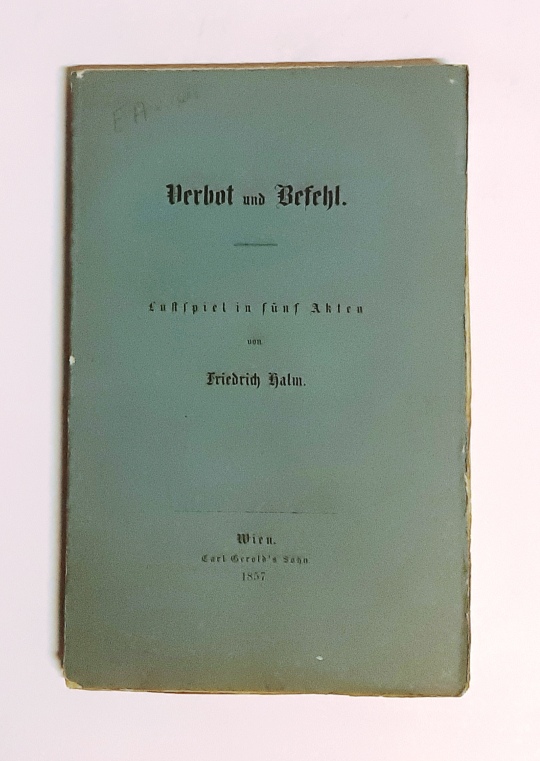 Verbot und Befehl.
Lustspiel in fünf Akten
von
Friedrich Halm.
Wien.
Carl Gerold's Sohn
1857